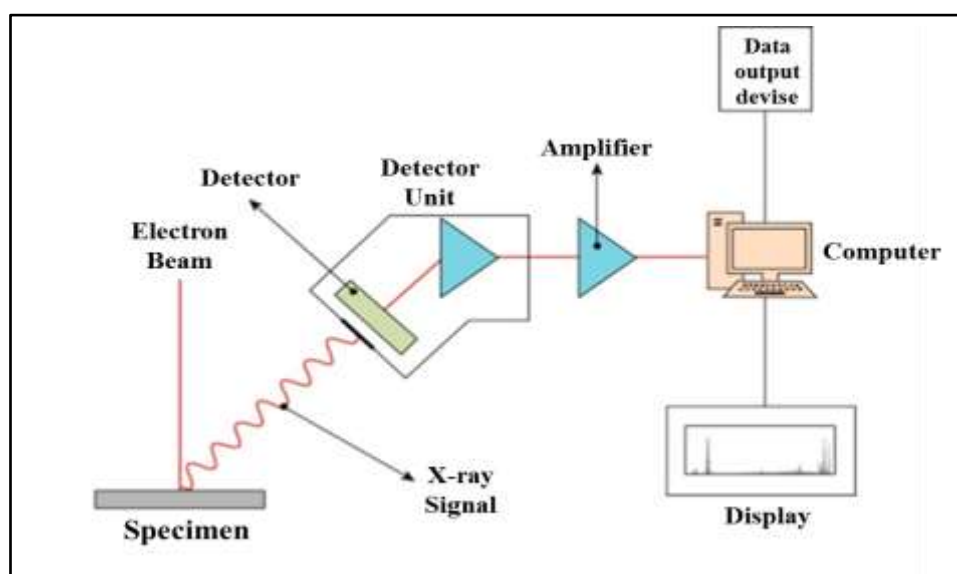 Data
output
devise
Amplifier
Detector
Unit
Detector
Electron
Beam
Computer
X-ray
Signal
Specimen
Display